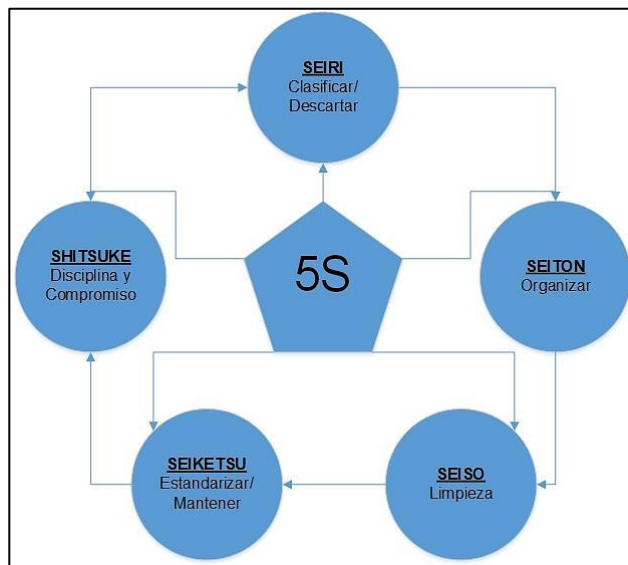 SEIRI
Clasificar/
Descartar
SHITSUKE
Disciplina y
Compromiso
5S
SEITON
Organizar
SEIKETSU
Estandarizar/
Mantener
SEISO
Limpieza